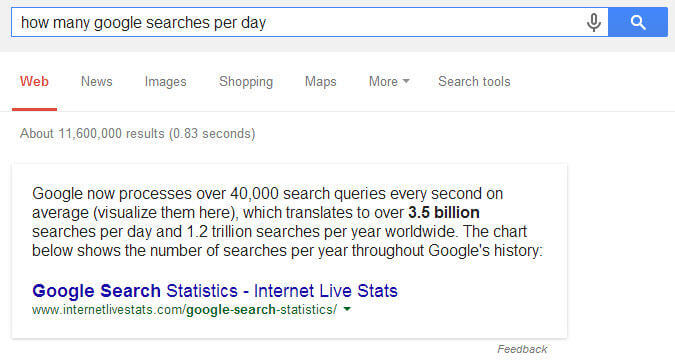 how many google searches per day
Web News Images Shopping Maps More Search tools
About 11,600,000 results (0.83 seconds)
Google now processes over 40,000 search queries every second on
average (visualize them here), which translates to over 3.5 billion
searches per day and 1.2 trillion searches per year worldwide. The chart
below shows the number of searches per year throughout Google's history:
Google Search Statistics - Internet Live Stats
www.internetlivestats.com/google-search-statistics/
Feedback